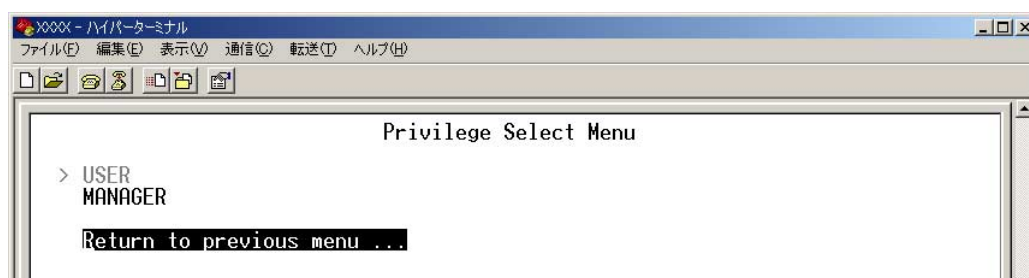 XXXX - ハイパーターミナル
ファイル(F) 編集(E) 表示(V) 通信(C) 転送(T) ヘルプ(H)
Privilege Select Menu
> USER
MANAGER
Return to previous menu ...